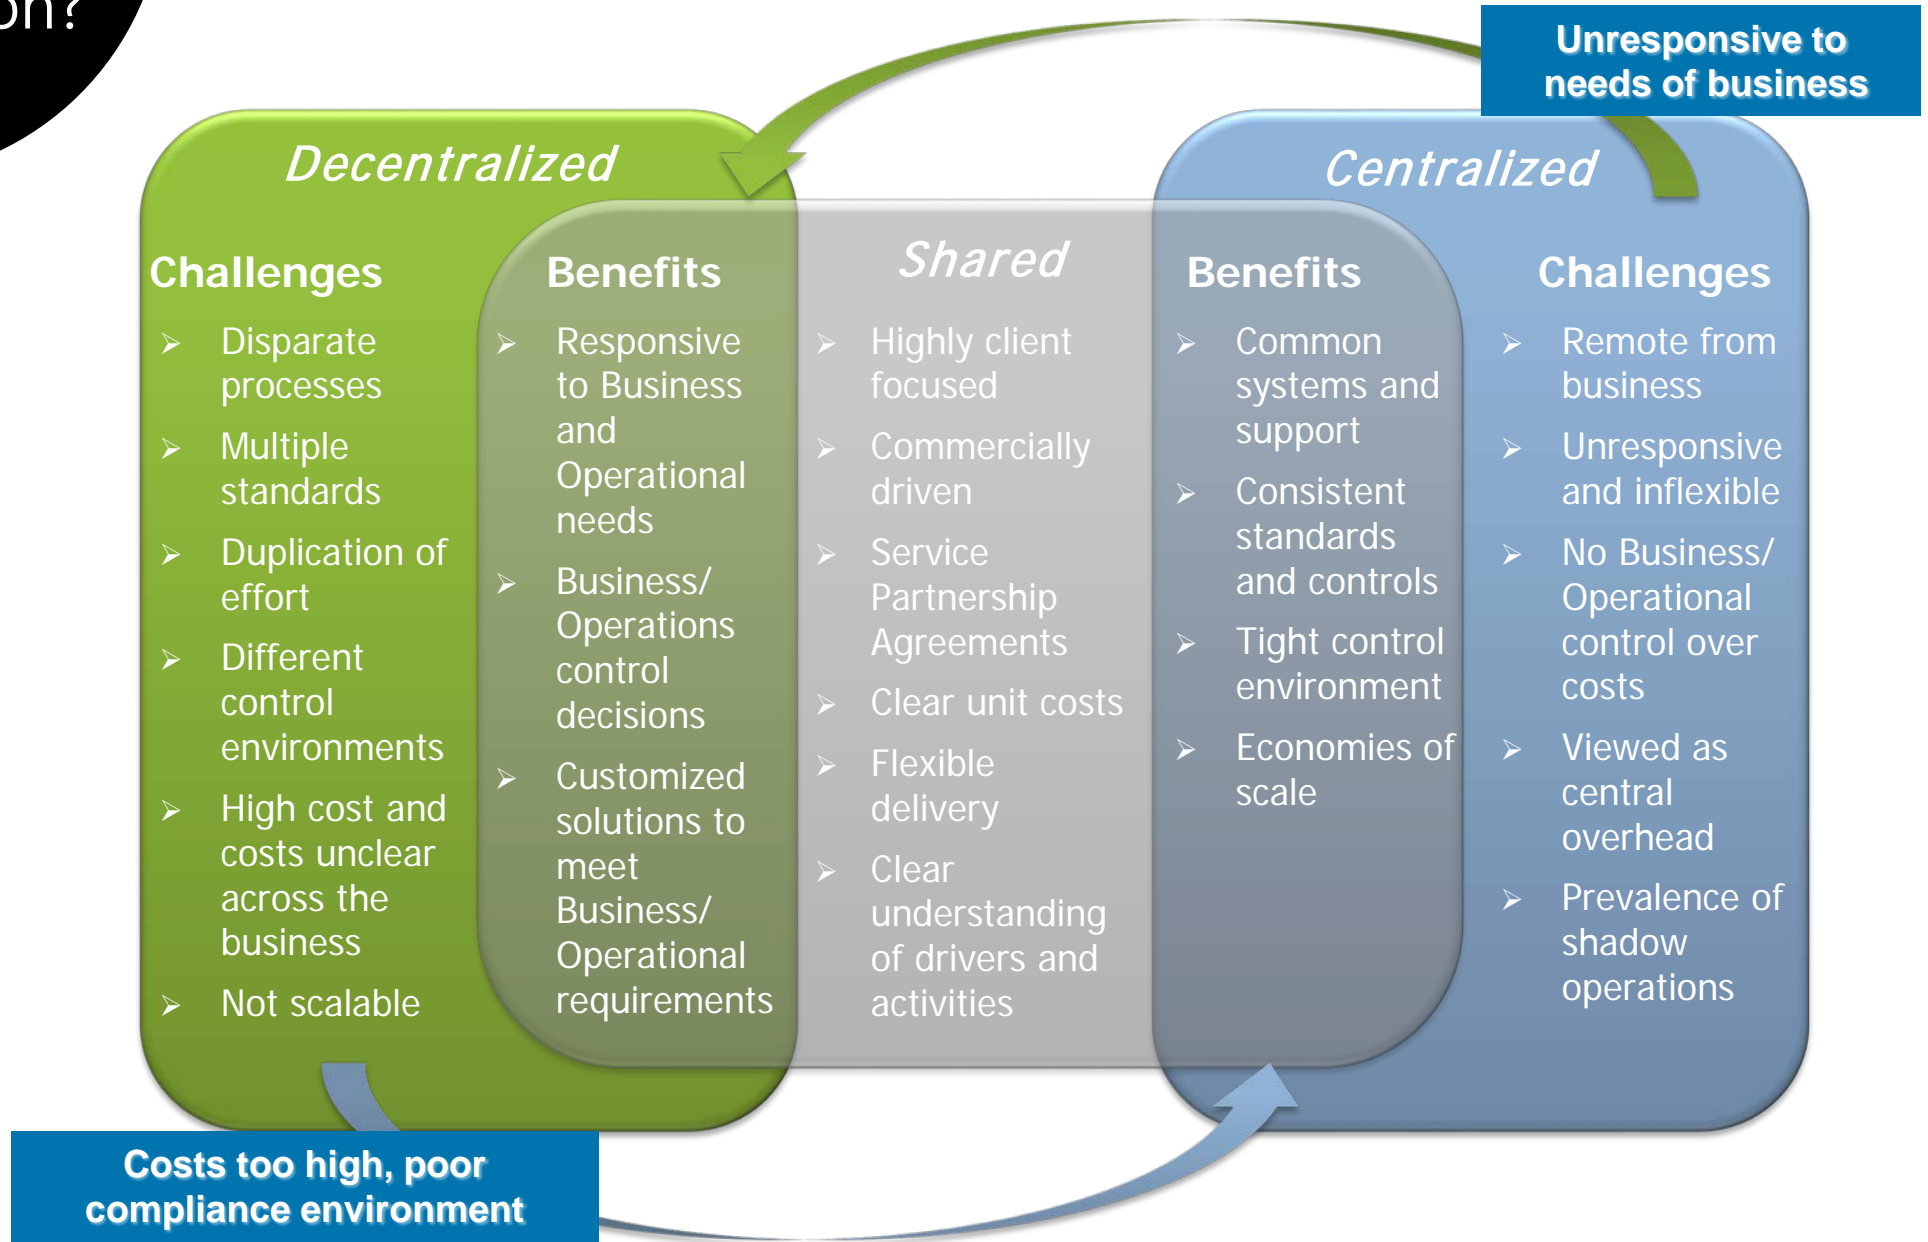 on?
Unresponsive to
needs of business
Decentralized
Challenges
➢ Disparate
processes
➢ Multiple
standards
➢ Duplication of
effort
➢ Different
control
environments
➢ High cost and
costs unclear
across the
business
➢ Not scalable
Benefits
➢ Responsive
to Business
and
Operational
needs
➢ Business/
Operations
control
decisions
➢ Customized
solutions to
meet
Business/
Operational
requirements
Shared
➢ Highly client
focused
➢ Commercially
driven
➢ Service
Partnership
Agreements
➢ Clear unit costs
➢ Flexible
delivery
➢ Clear
understanding
of drivers and
activities
Centralized
Benefits
➢ Common
systems and
support
➢ Consistent
standards
and controls
➢ Tight control
environment
➢ Economies of
scale
Challenges
➢ Remote from
business
➢ Unresponsive
and inflexible
➢ No Business/
Operational
control over
costs
➢ Viewed as
central
overhead
➢ Prevalence of
shadow
operations
Costs too high, poor
compliance environment